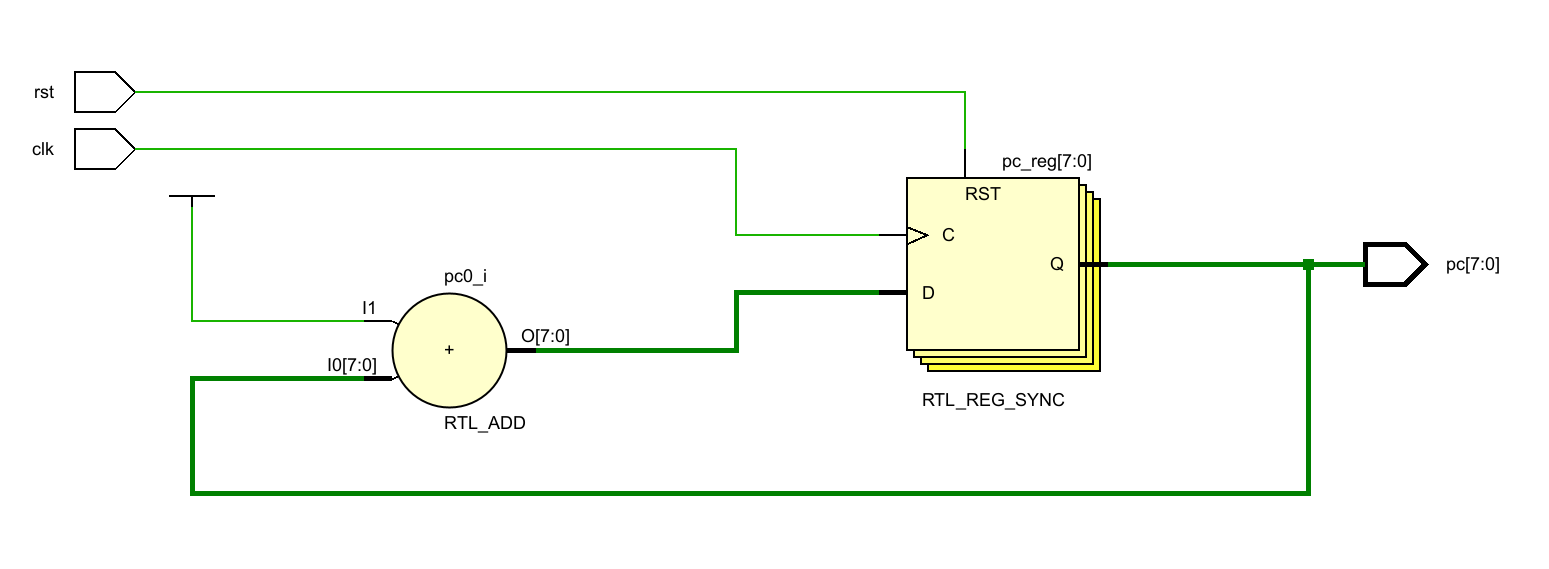 rst
clk
pc_reg[7:0]
RST
C
Q
D
pc[7:0]
pc0_i
I1
+
O[7:0]
I0[7:0]
RTL_ADD
RTL_REG_SYNC